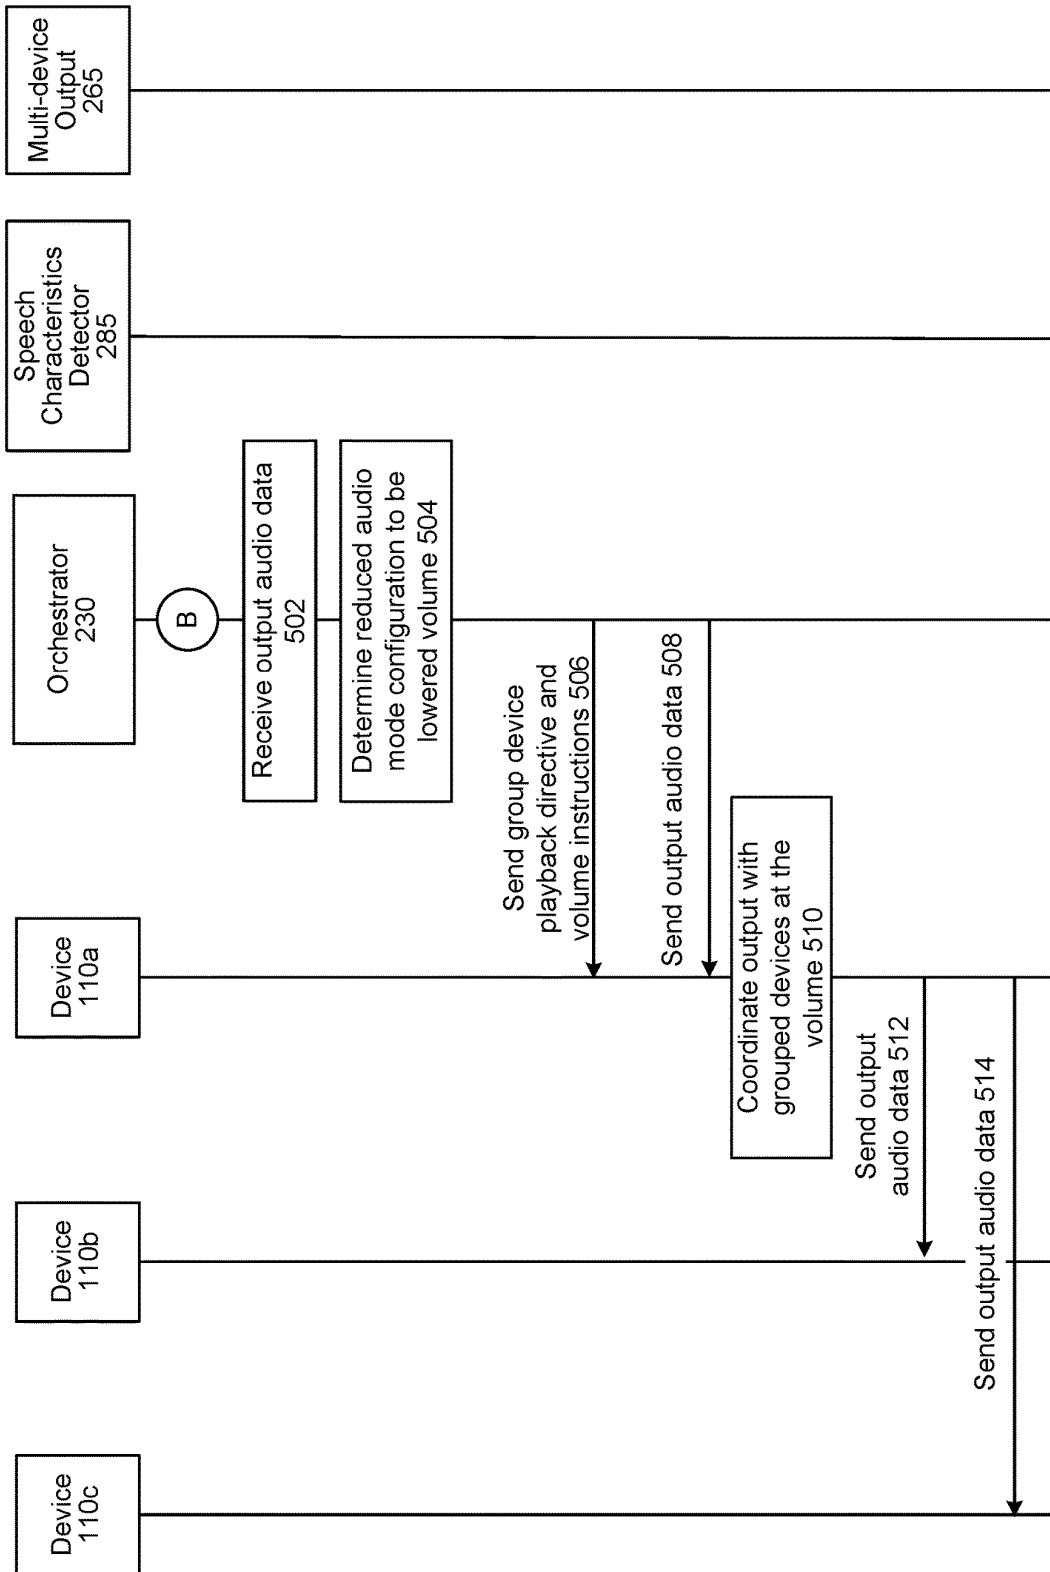 Device
110c
Device
110b
Device
110a
Orchestrator
230
Speech
Characteristics
Detector
285
Multi-device
Output
265
B
Receive output audio data
502
Determine reduced audio
mode configuration to be
lowered volume 504
Send group device
playback directive and
volume instructions 506
Send output audio data 508
Coordinate output with
grouped devices at the
volume 510
Send output
audio data 512
Send output audio data 514